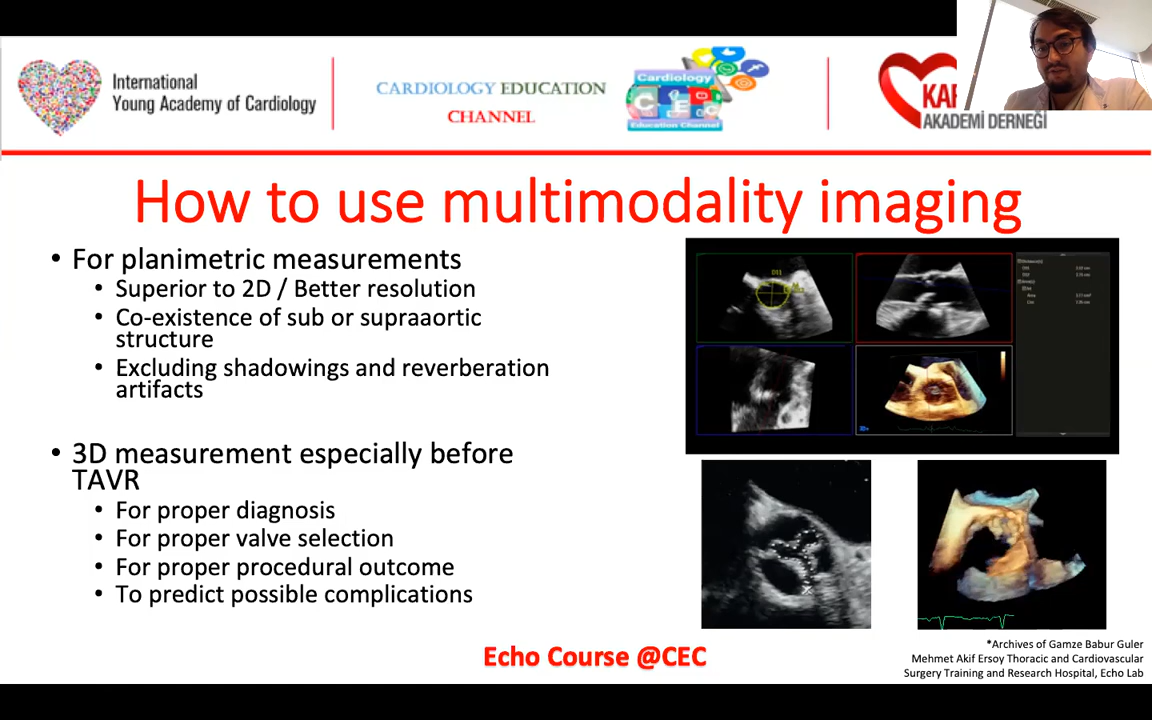 International
Young Academy of Cardiology
CARDIOLOGY EDUCATION
CHANNEL
Cardiology
Education Channel
AKADEMİ DERNEĞİ
How to use multimodality imaging
• For planimetric measurements
• Superior to 2D / Better resolution
• Co-existence of sub or supraaortic
structure
• Excluding shadowings and reverberation
artifacts
• 3D measurement especially before
TAVR
• For proper diagnosis
• For proper valve selection
• For proper procedural outcome
• To predict possible complications
Echo Course @CEC
*Archives of Gamze Babur Guler
Mehmet Akif Ersoy Thoracic and Cardiovascular
Surgery Training and Research Hospital, Echo Lab